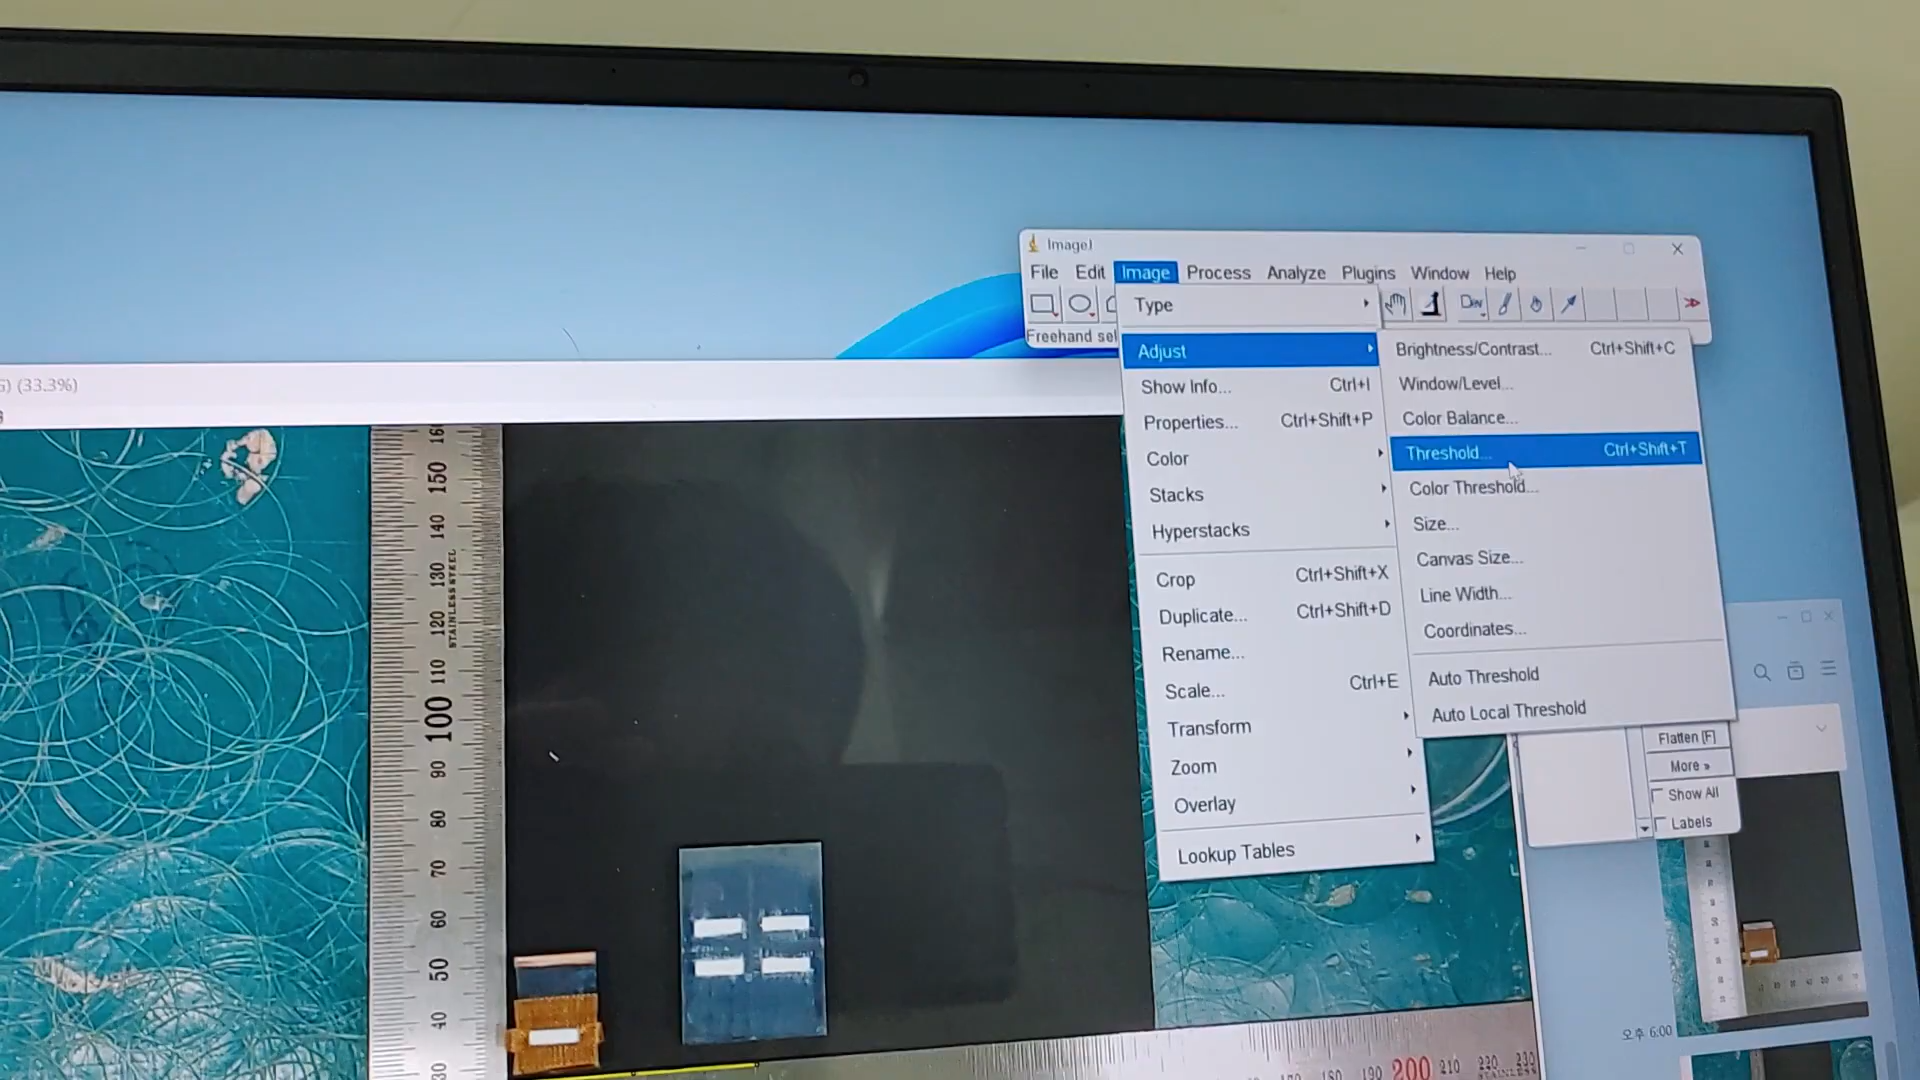 ImageJ
File Edit Image Process Analyze Plugins Window Help
Dev
Freehand sel
(33.3%)
Type
Adjust
Show Info... Ctrl+I
Properties... Ctrl+Shift+P
Color
Stacks
Hyperstacks
Crop Ctrl+Shift+X
Duplicate... Ctrl+Shift+D
Rename...
Scale... Ctrl+E
Transform
Zoom
Overlay
Lookup Tables
Brightness/Contrast... Ctrl+Shift+C
Window/Level...
Color Balance...
Threshold... Ctrl+Shift+T
Color Threshold...
Size...
Canvas Size...
Line Width...
Coordinates...
Auto Threshold
Auto Local Threshold
Flatten [F]
More »
Show All
Labels
오후 6:00
150
140
130
STAINLESS STEEL
120
110
100
90
80
70
60
50
40
30
180 190 200 210 220 230